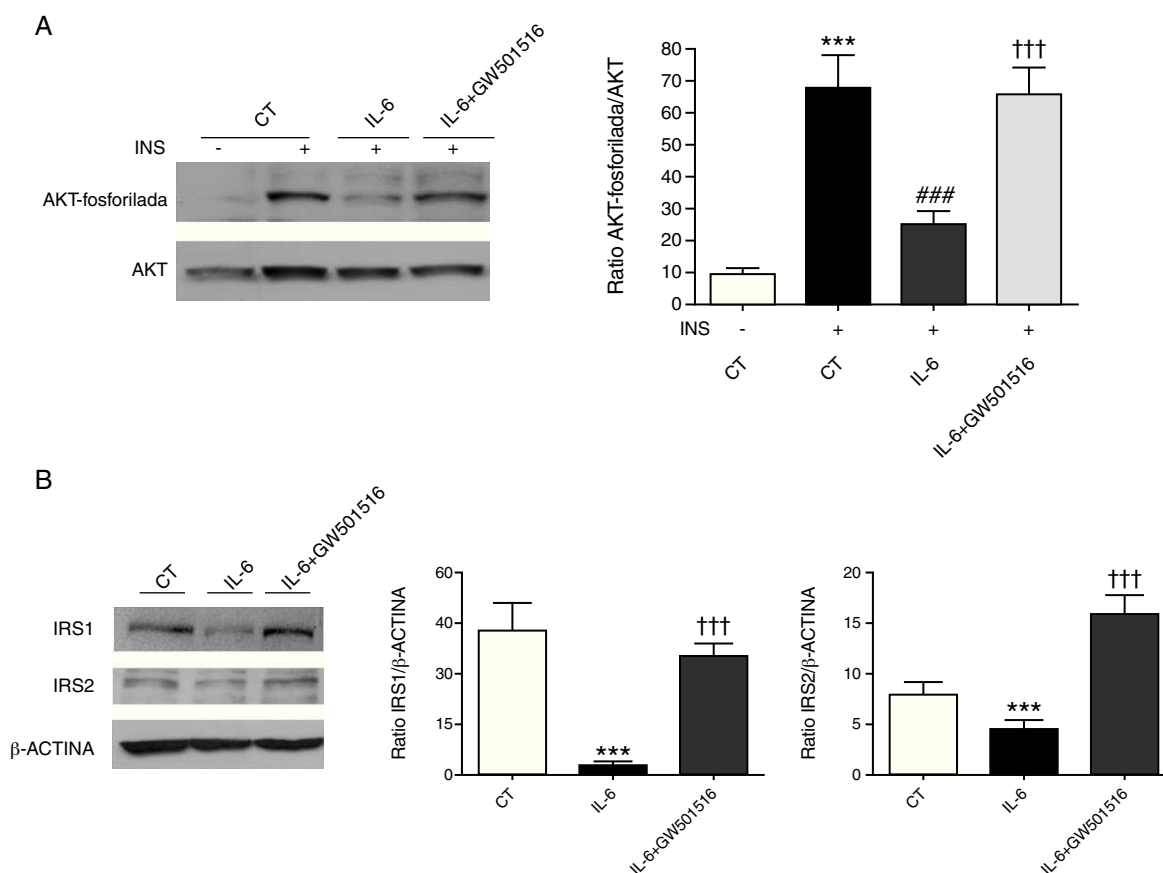 A
CT
IL-6
IL-6+GW501516
INS - + + +
AKT-fosforilada
AKT
Ratio AKT-fosforilada/AKT
80
70
60
50
40
30
20
10
0
***
###
†††
INS - + + +
CT
CT
IL-6
IL-6+GW501516
B
CT
IL-6
IL-6+GW501516
IRS1
IRS2
β-ACTINA
Ratio IRS1/β-ACTINA
60
40
30
15
0
***
†††
CT
IL-6
IL-6+GW501516
Ratio IRS2/β-ACTINA
20
15
10
5
0
***
†††
CT
IL-6
IL-6+GW501516